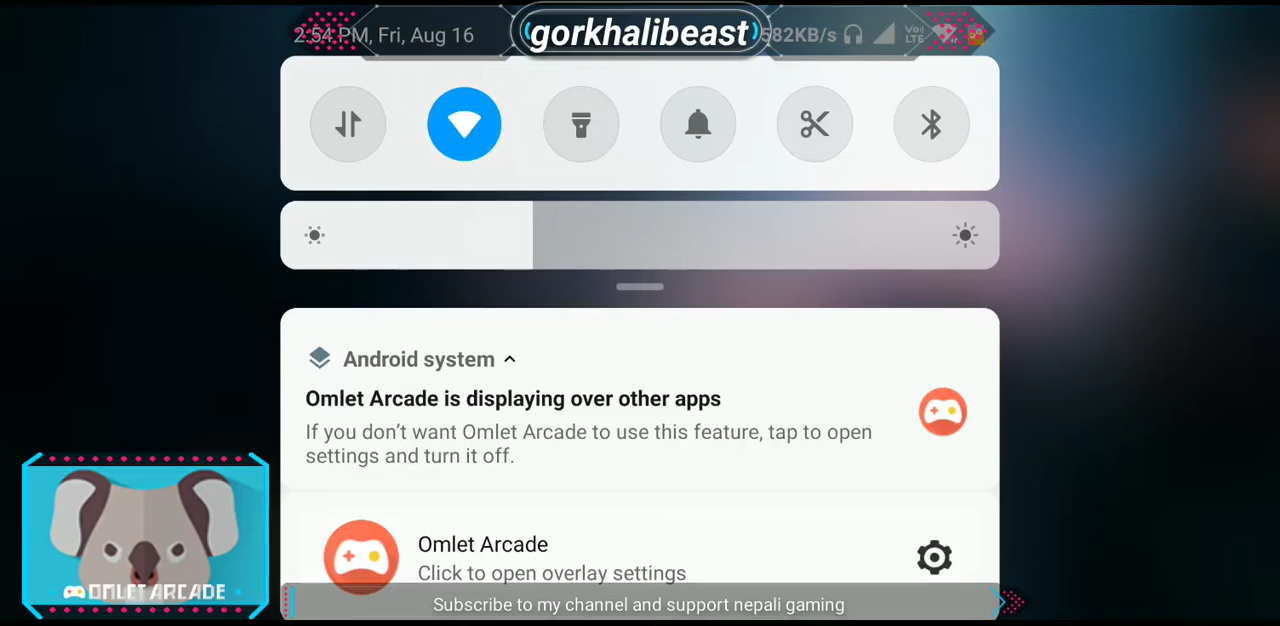 2:54 PM, Fri, Aug 16
gorkhalibeast
582KB/s
Vo))
LTE
Android system
Omlet Arcade is displaying over other apps
If you don’t want Omlet Arcade to use this feature, tap to open
settings and turn it off.
Omlet Arcade
Click to open overlay settings
OMLET ARCADE
Subscribe to my channel and support nepali gaming